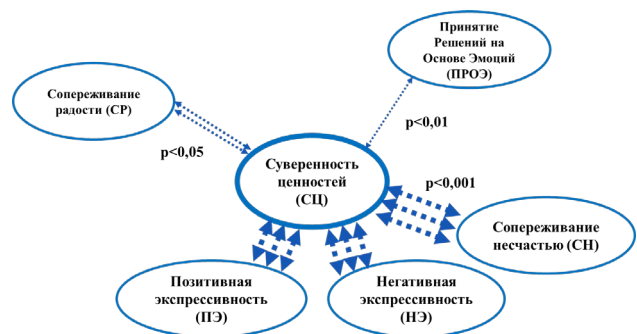 Принятие
Решений на
Основе Эмоций
(ПРОЭ)
Сопереживание
радости (СР)
p<0,01
p<0,05
Суверенность
ценностей
(СЦ)
p<0,001
Сопереживание
несчастью (СН)
Позитивная
экспрессивность
(ПЭ)
Негативная
экспрессивность
(НЭ)